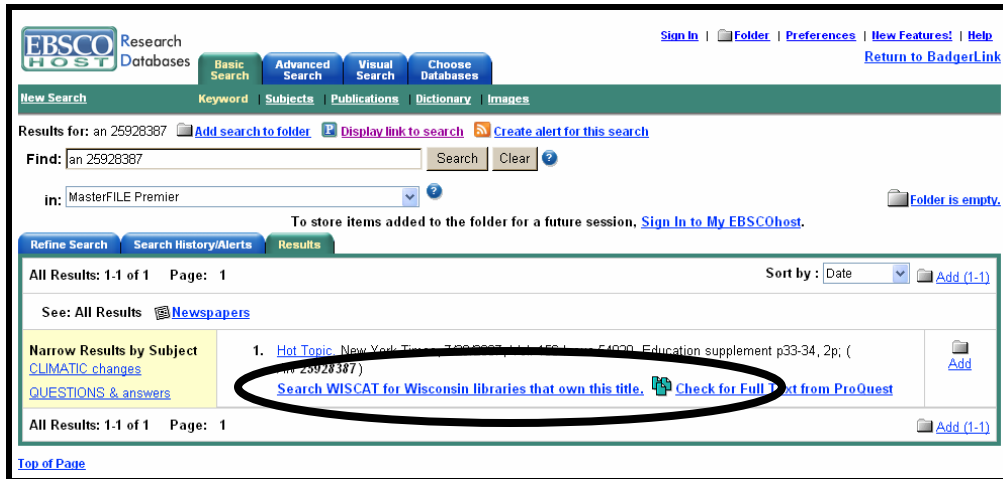 EBSCO HOST Research Databases
Sign In | Folder | Preferences | New Features! | Help
Return to BadgerLink
Basic Search Advanced Search Visual Search Choose Databases
New Search Keyword | Subjects | Publications | Dictionary | Images
Results for: an 25928387 Add search to folder P Display link to search Create alert for this search
Find: an 25928387 Search Clear ?
in: MasterFILE Premier ? Folder is empty.
To store items added to the folder for a future session, Sign In to My EBSCOhost.
Refine Search Search History/Alerts Results
All Results: 1-1 of 1 Page: 1 Sort by : Date Add (1-1)
See: All Results Newspapers
Narrow Results by Subject
CLIMATIC changes
QUESTIONS & answers
1. Hot Topic. New York Times, Education supplement p33-34, 2p; (
25928387)
Search WISCAT for Wisconsin libraries that own this title. Check for Full Text from ProQuest
Add
All Results: 1-1 of 1 Page: 1 Add (1-1)
Top of Page